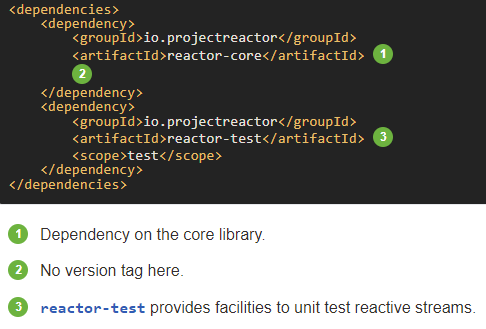 <dependencies>
    <dependency>
        <groupId>io.projectreactor</groupId>
        <artifactId>reactor-core</artifactId> 1
        2
    </dependency>
    <dependency>
        <groupId>io.projectreactor</groupId>
        <artifactId>reactor-test</artifactId> 3
        <scope>test</scope>
    </dependency>
</dependencies>
1 Dependency on the core library.
2 No version tag here.
3 reactor-test provides facilities to unit test reactive streams.